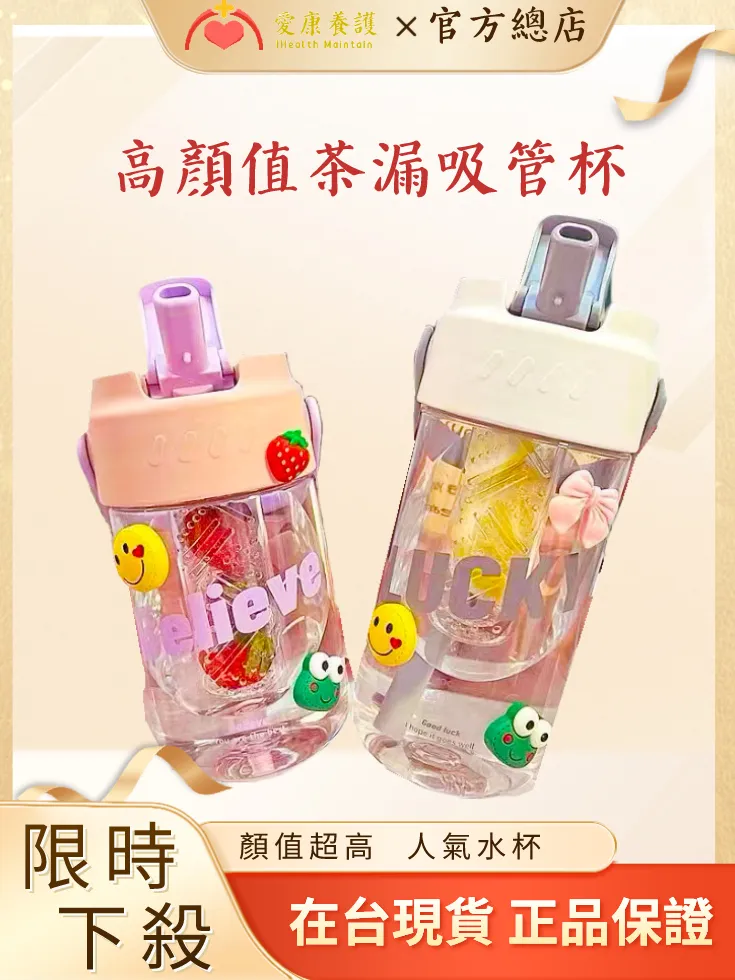 愛康養護
iHealth Maintain
×官方總店
高顏值茶漏吸管杯
Believe
LUCKY
Good luck
I hope it goes well
限時
下殺
顏值超高 人氣水杯
在台現貨 正品保證